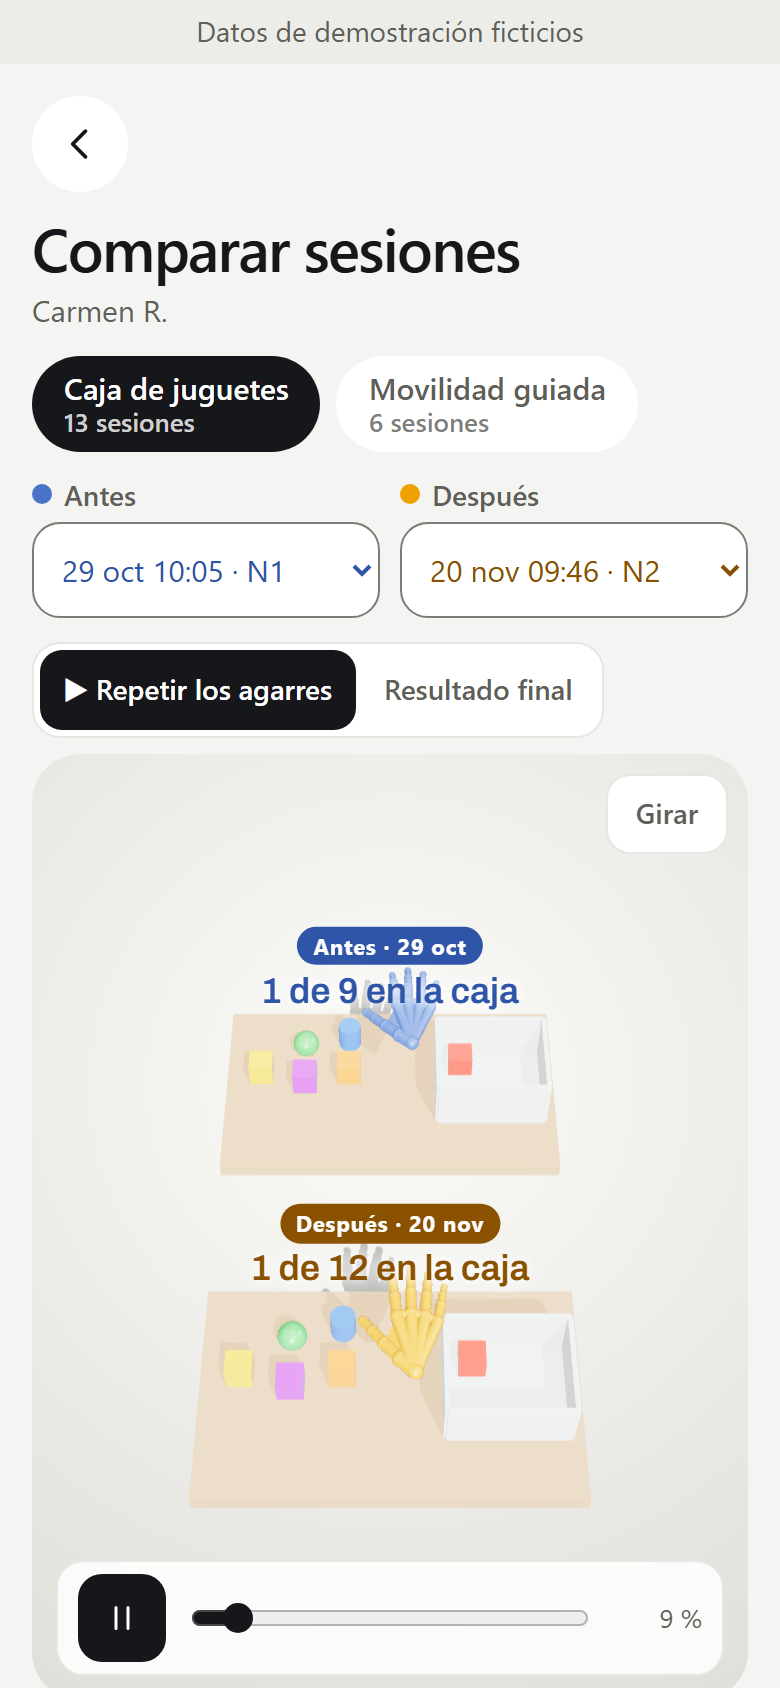 Datos de demostración ficticios
Comparar sesiones
Carmen R.
Caja de juguetes
13 sesiones
Movilidad guiada
6 sesiones
Antes
Después
29 oct 10:05 · N1
20 nov 09:46 · N2
▶ Repetir los agarres
Resultado final
Girar
Antes · 29 oct
1 de 9 en la caja
Después · 20 nov
1 de 12 en la caja
9 %